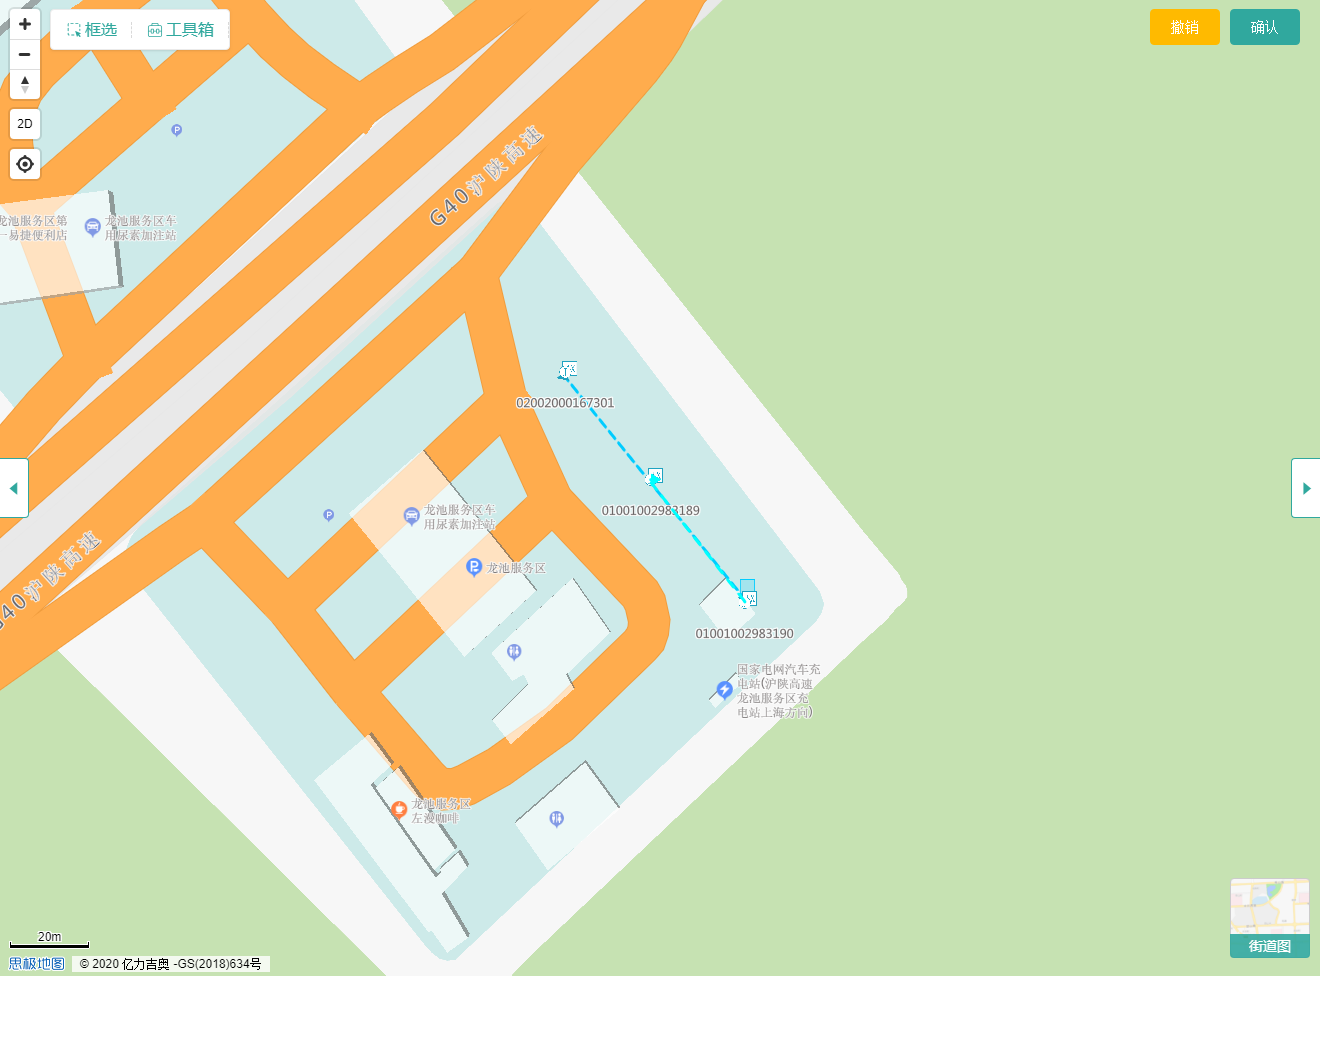 框选
工具箱
撤销
确认
2D
G40沪陕高速
龙池服务区第
一易捷便利店
龙池服务区车
用尿素加注站
02002000167301
01001002983189
龙池服务区车
用尿素加注站
龙池服务区
G40沪陕高速
01001002983190
国家电网汽车充
电站(沪陕高速
龙池服务区充
电站上海方向)
龙池服务区
左漫咖啡
20m
思极地图
© 2020 亿力吉奥 -GS(2018)634号
街道图